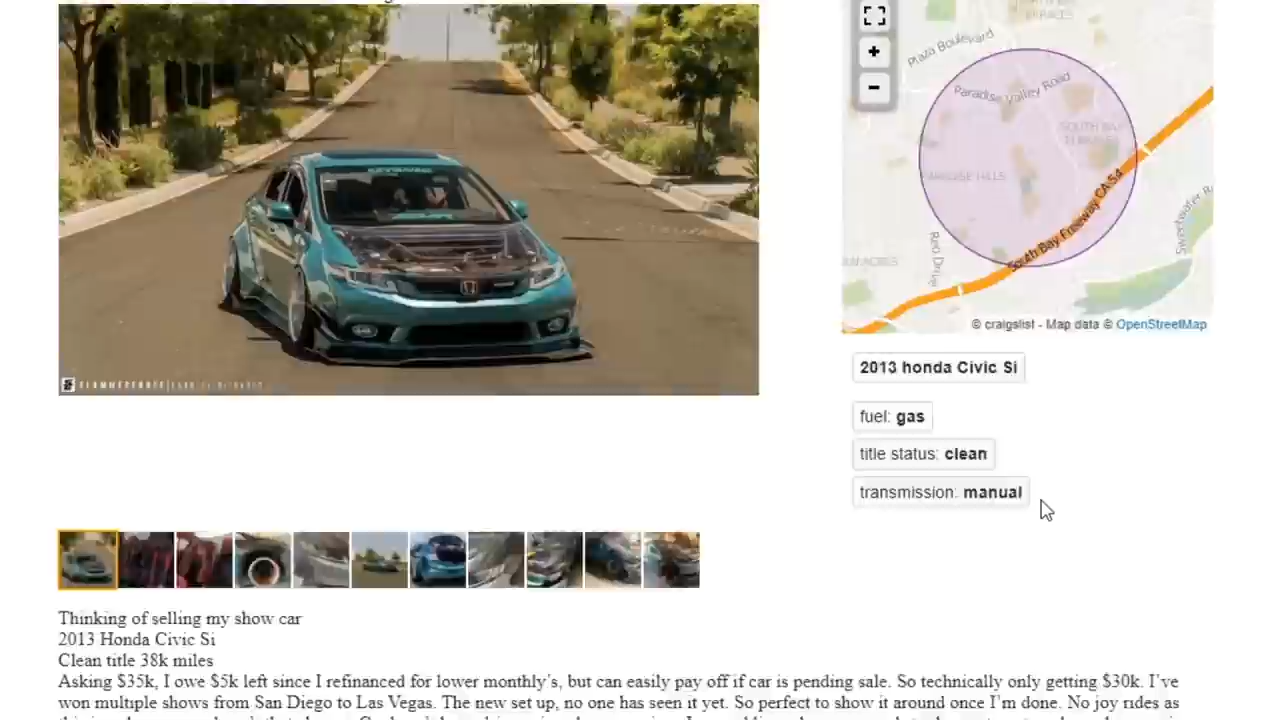 Plaza Boulevard
Paradise Valley Road
SOUTH BAY
TERRACES
PARADISE HILLS
South Bay Freeway CA 54
Reo Drive
© craigslist - Map data © OpenStreetMap
2013 honda Civic Si
fuel: gas
title status: clean
transmission: manual
Thinking of selling my show car
2013 Honda Civic Si
Clean title 38k miles
Asking $35k, I owe $5k left since I refinanced for lower monthly's, but can easily pay off if car is pending sale. So technically only getting $30k. I've
won multiple shows from San Diego to Las Vegas. The new set up, no one has seen it yet. So perfect to show it around once I'm done. No joy rides as